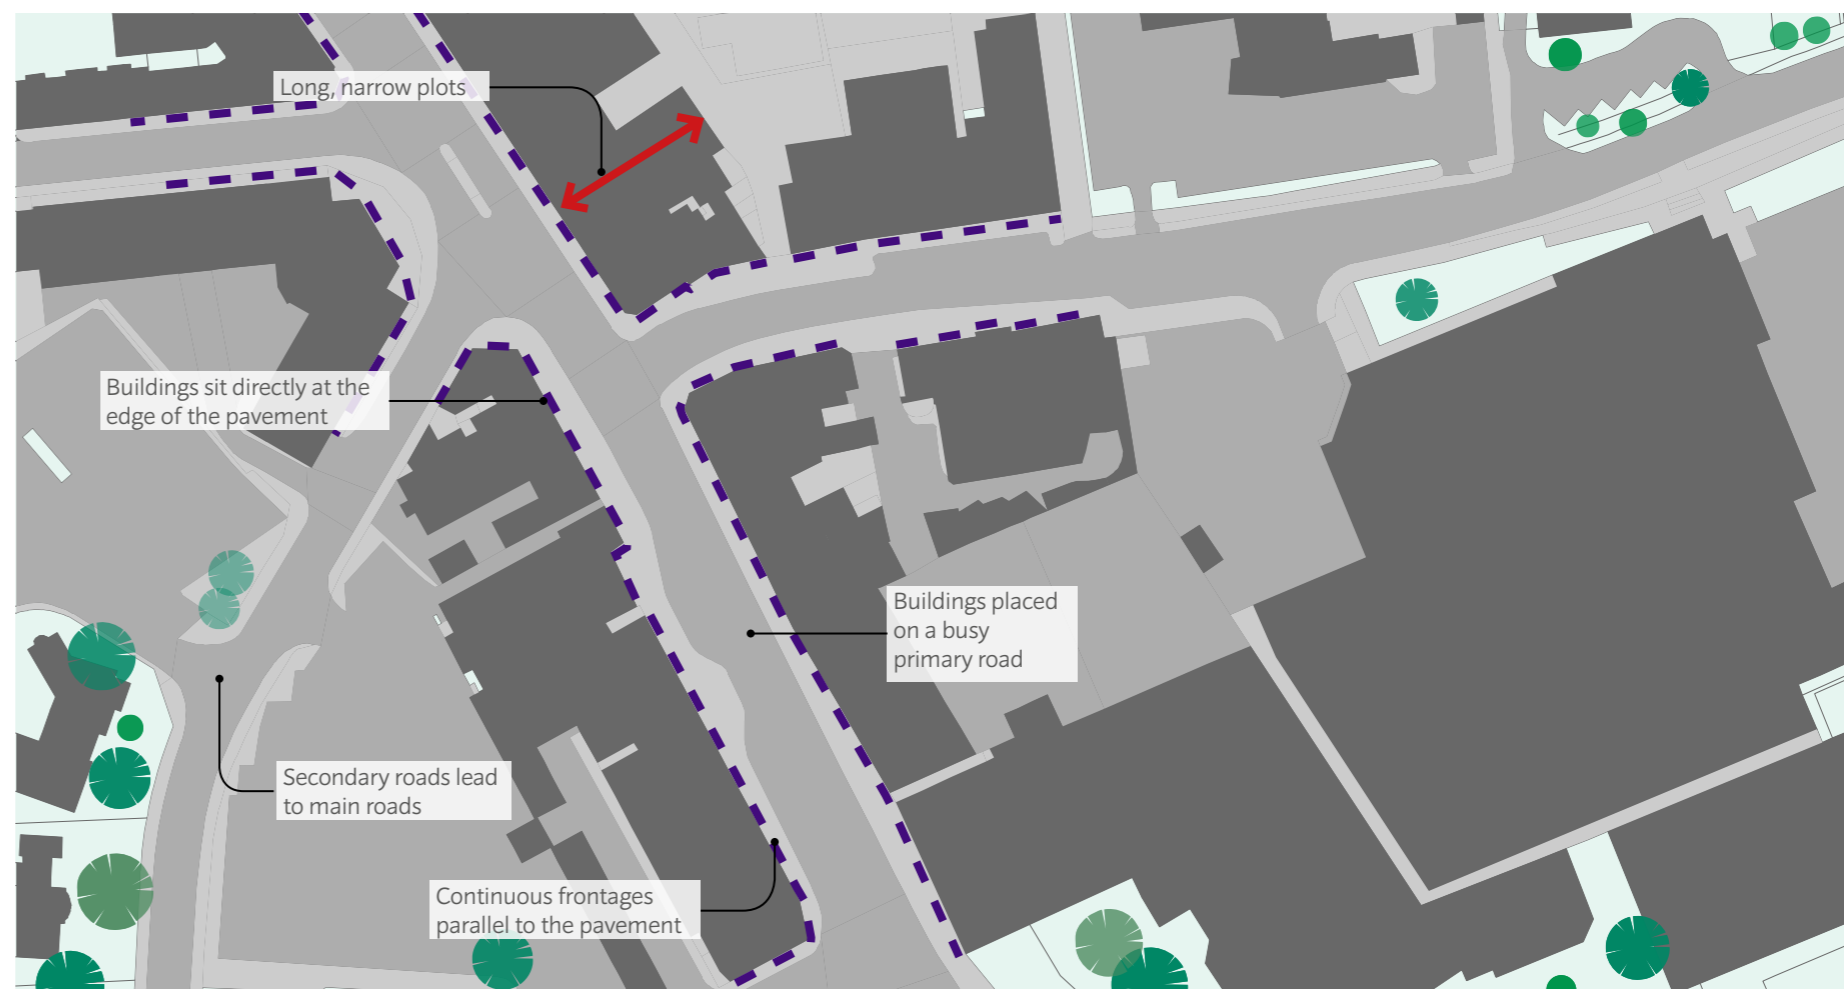 Long, narrow plots
Buildings sit directly at the
edge of the pavement
Buildings placed
on a busy
primary road
Secondary roads lead
to main roads
Continuous frontages
parallel to the pavement